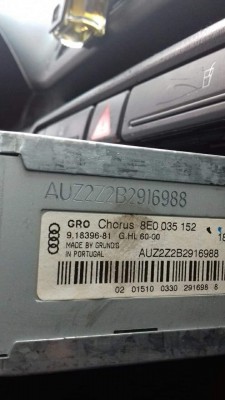 AUZ2Z2B2916988
GRO Chorus 8E0 035 152
9.18396-81 G.HL 60-00
MADE BY GRUNDIG
IN PORTUGAL
AUZ2Z2B2916988
02 01510 0330 291698 8